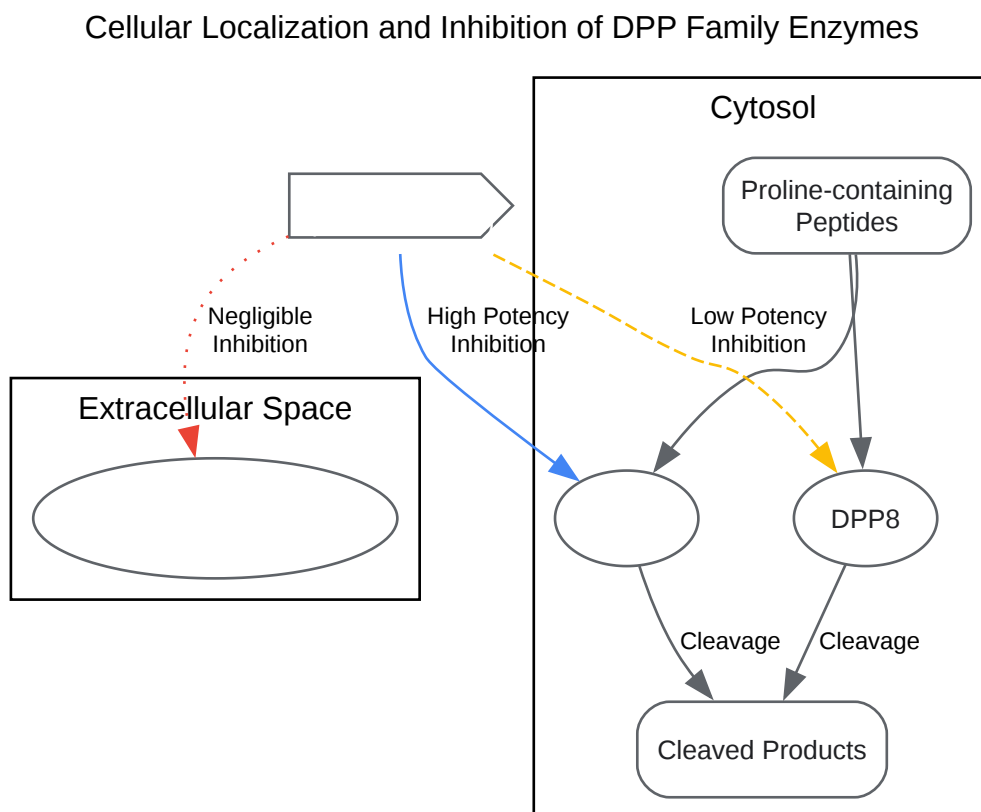 Cellular Localization and Inhibition of DPP Family Enzymes
Cytosol
Proline-containing
Peptides
Negligible
Inhibition
High Potency
Inhibition
Low Potency
Inhibition
Extracellular Space
DPP8
Cleavage
Cleavage
Cleaved Products